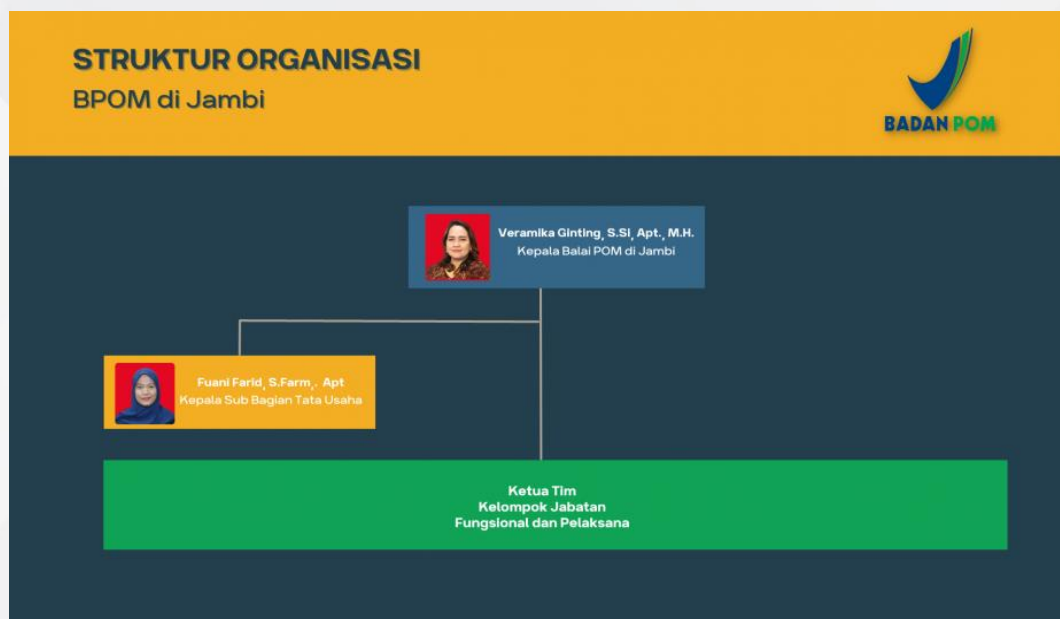 STRUKTUR ORGANISASI
BPOM di Jambi
BADAN POM
Veramika Ginting, S.Si, Apt., M.H.
Kepala Balai POM di Jambi
Fuani Farid, S.Farm,. Apt
Kepala Sub Bagian Tata Usaha
Ketua Tim
Kelompok Jabatan
Fungsional dan Pelaksana